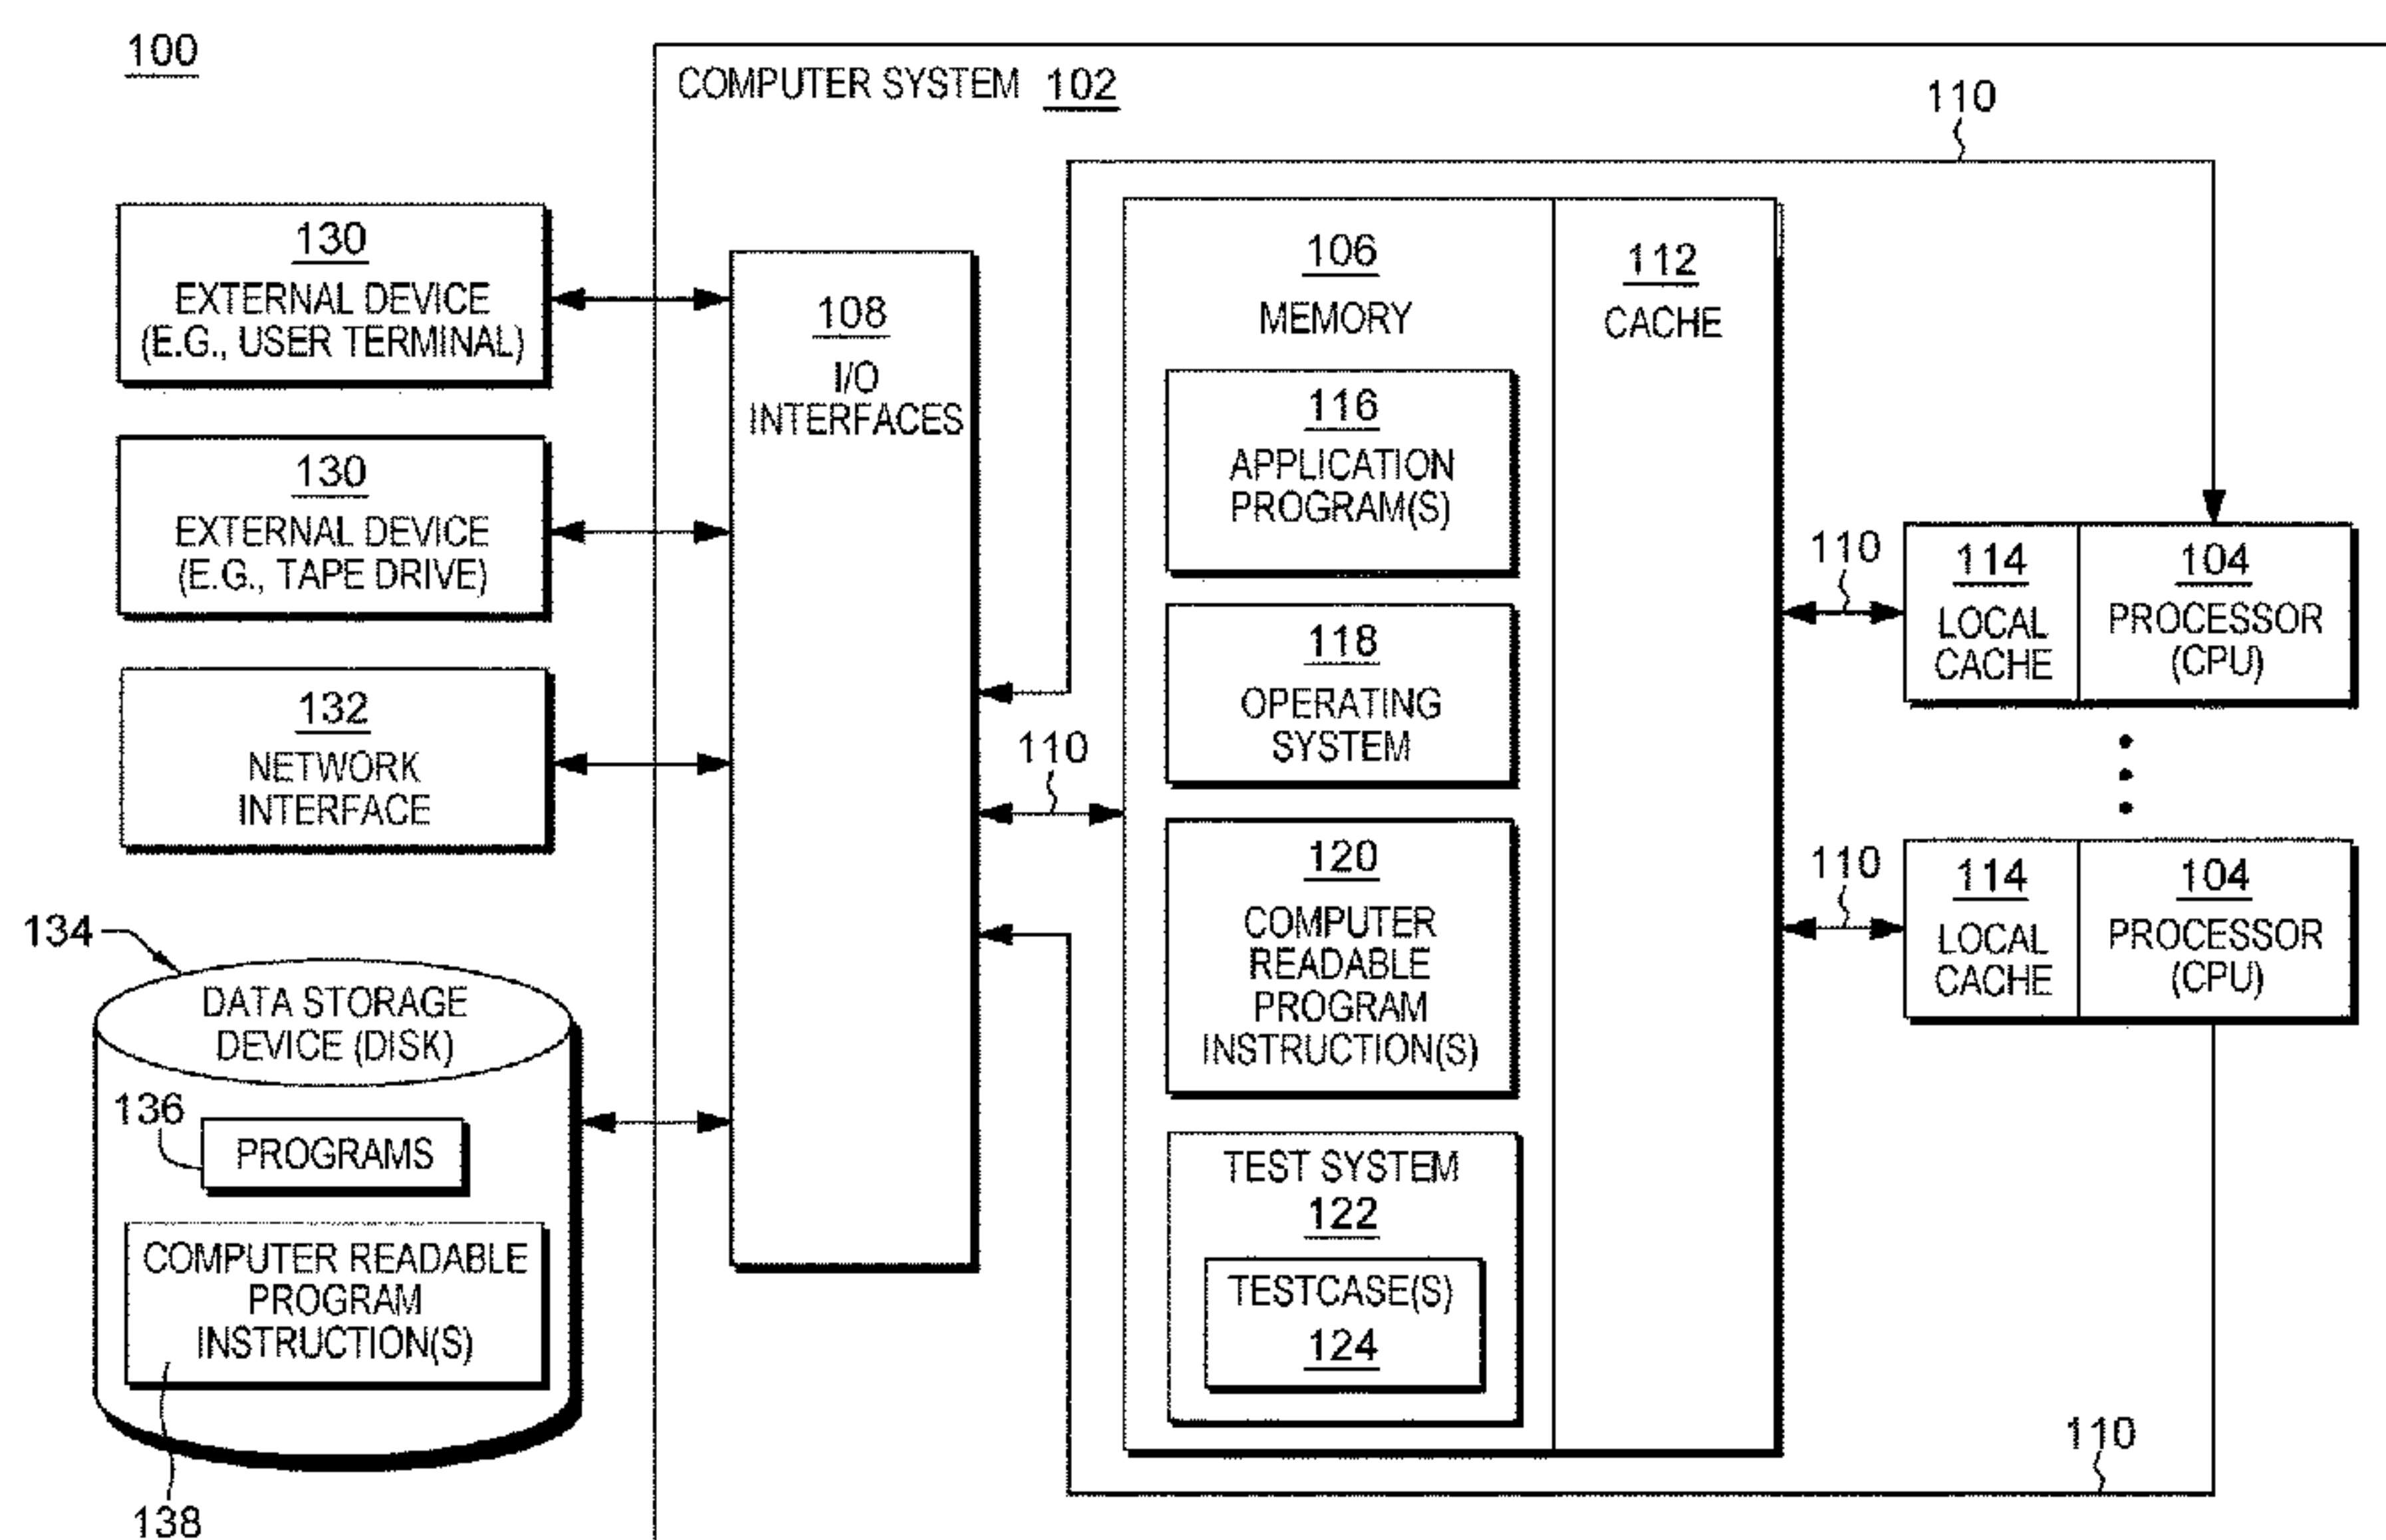 100
COMPUTER SYSTEM 102
110
130
EXTERNAL DEVICE
(E.G., USER TERMINAL)
130
EXTERNAL DEVICE
(E.G., TAPE DRIVE)
132
NETWORK
INTERFACE
134
DATA STORAGE
DEVICE (DISK)
136
PROGRAMS
COMPUTER READABLE
PROGRAM
INSTRUCTION(S)
138
108
I/O
INTERFACES
110
106
MEMORY
116
APPLICATION
PROGRAM(S)
118
OPERATING
SYSTEM
120
COMPUTER
READABLE
PROGRAM
INSTRUCTION(S)
TEST SYSTEM
122
TESTCASE(S)
124
112
CACHE
110
114
LOCAL
CACHE
104
PROCESSOR
(CPU)
110
114
LOCAL
CACHE
104
PROCESSOR
(CPU)
110